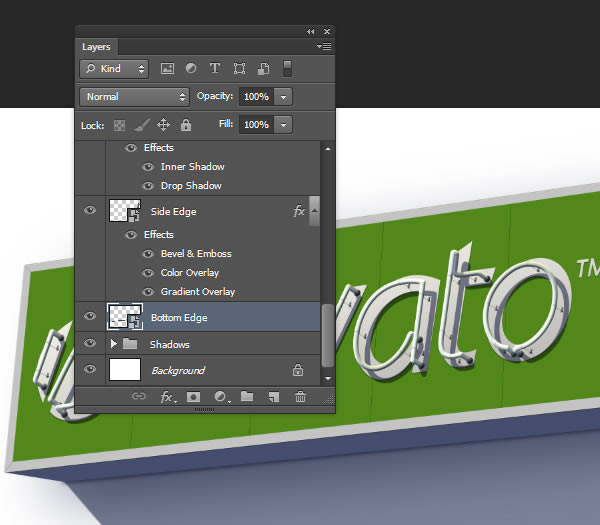 Layers
Kind
Normal Opacity: 100%
Lock: Fill: 100%
Effects
Inner Shadow
Drop Shadow
Side Edge fx
Effects
Bevel & Emboss
Color Overlay
Gradient Overlay
Bottom Edge
Shadows
Background
fx
vato TM